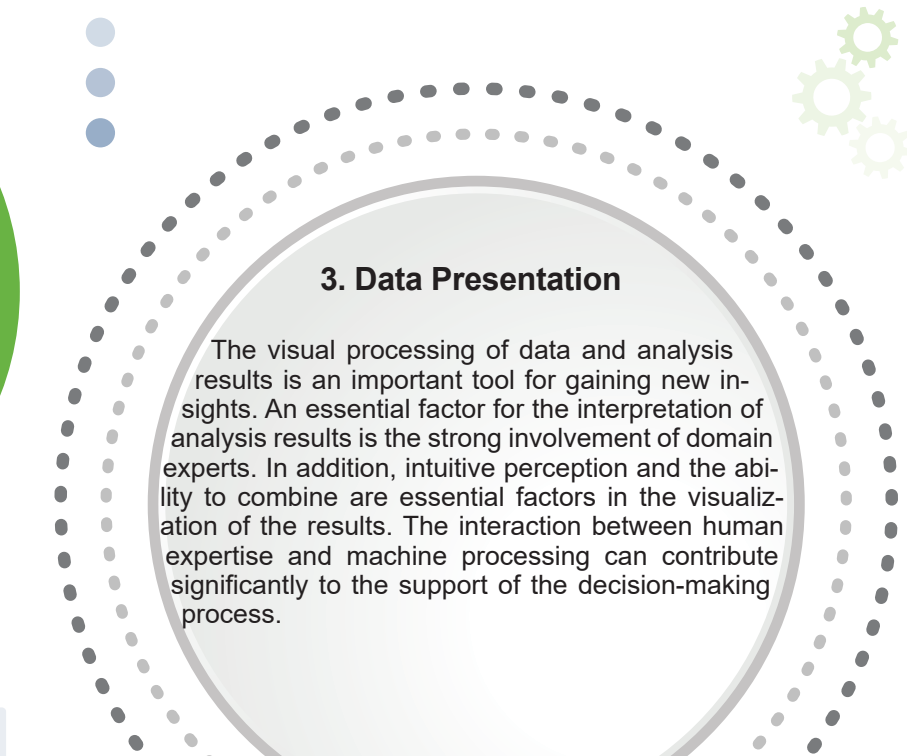 3. Data Presentation
The visual processing of data and analysis
results is an important tool for gaining new in-
sights. An essential factor for the interpretation of
analysis results is the strong involvement of domain
experts. In addition, intuitive perception and the abi-
lity to combine are essential factors in the visualiz-
ation of the results. The interaction between human
expertise and machine processing can contribute
significantly to the support of the decision-making
process.